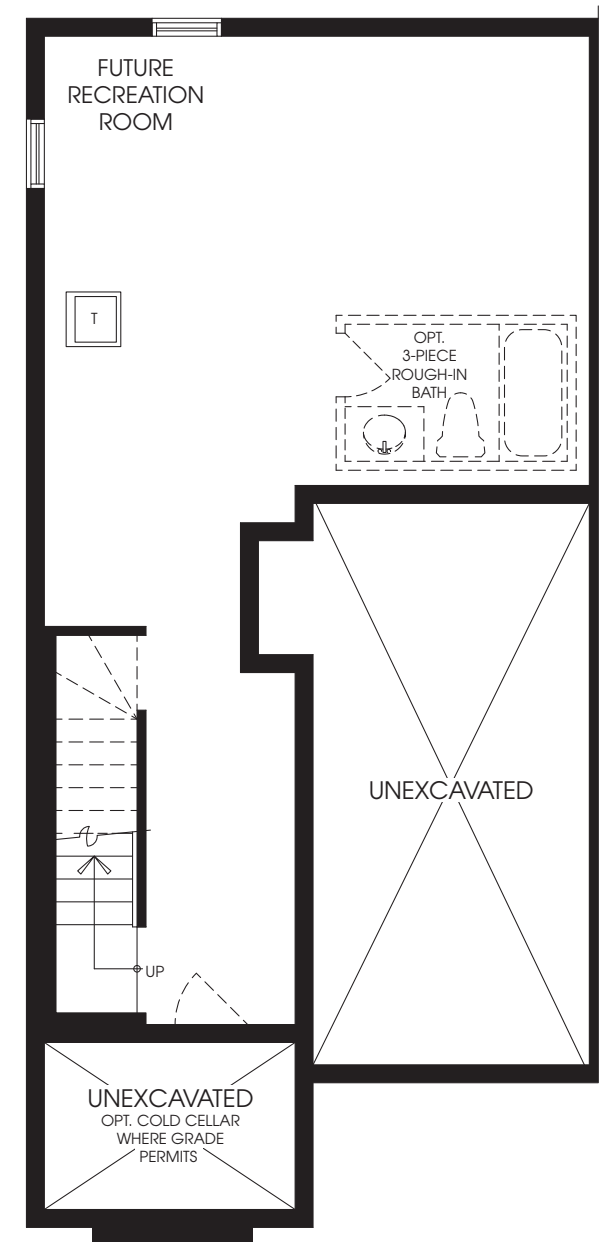 FUTURE
RECREATION
ROOM
T
OPT.
3-PIECE
ROUGH-IN
BATH
UNEXCAVATED
UP
UNEXCAVATED
OPT. COLD CELLAR
WHERE GRADE
PERMITS